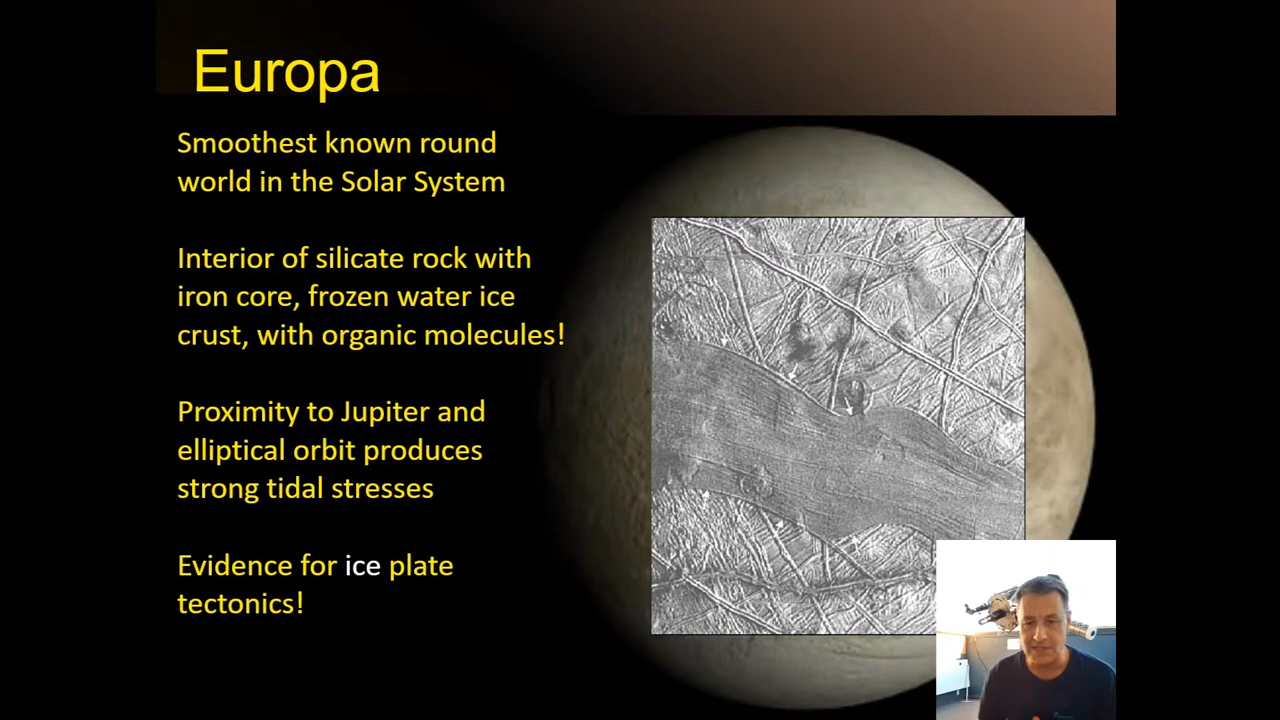 Europa
Smoothest known round
world in the Solar System
Interior of silicate rock with
iron core, frozen water ice
crust, with organic molecules!
Proximity to Jupiter and
elliptical orbit produces
strong tidal stresses
Evidence for ice plate
tectonics!